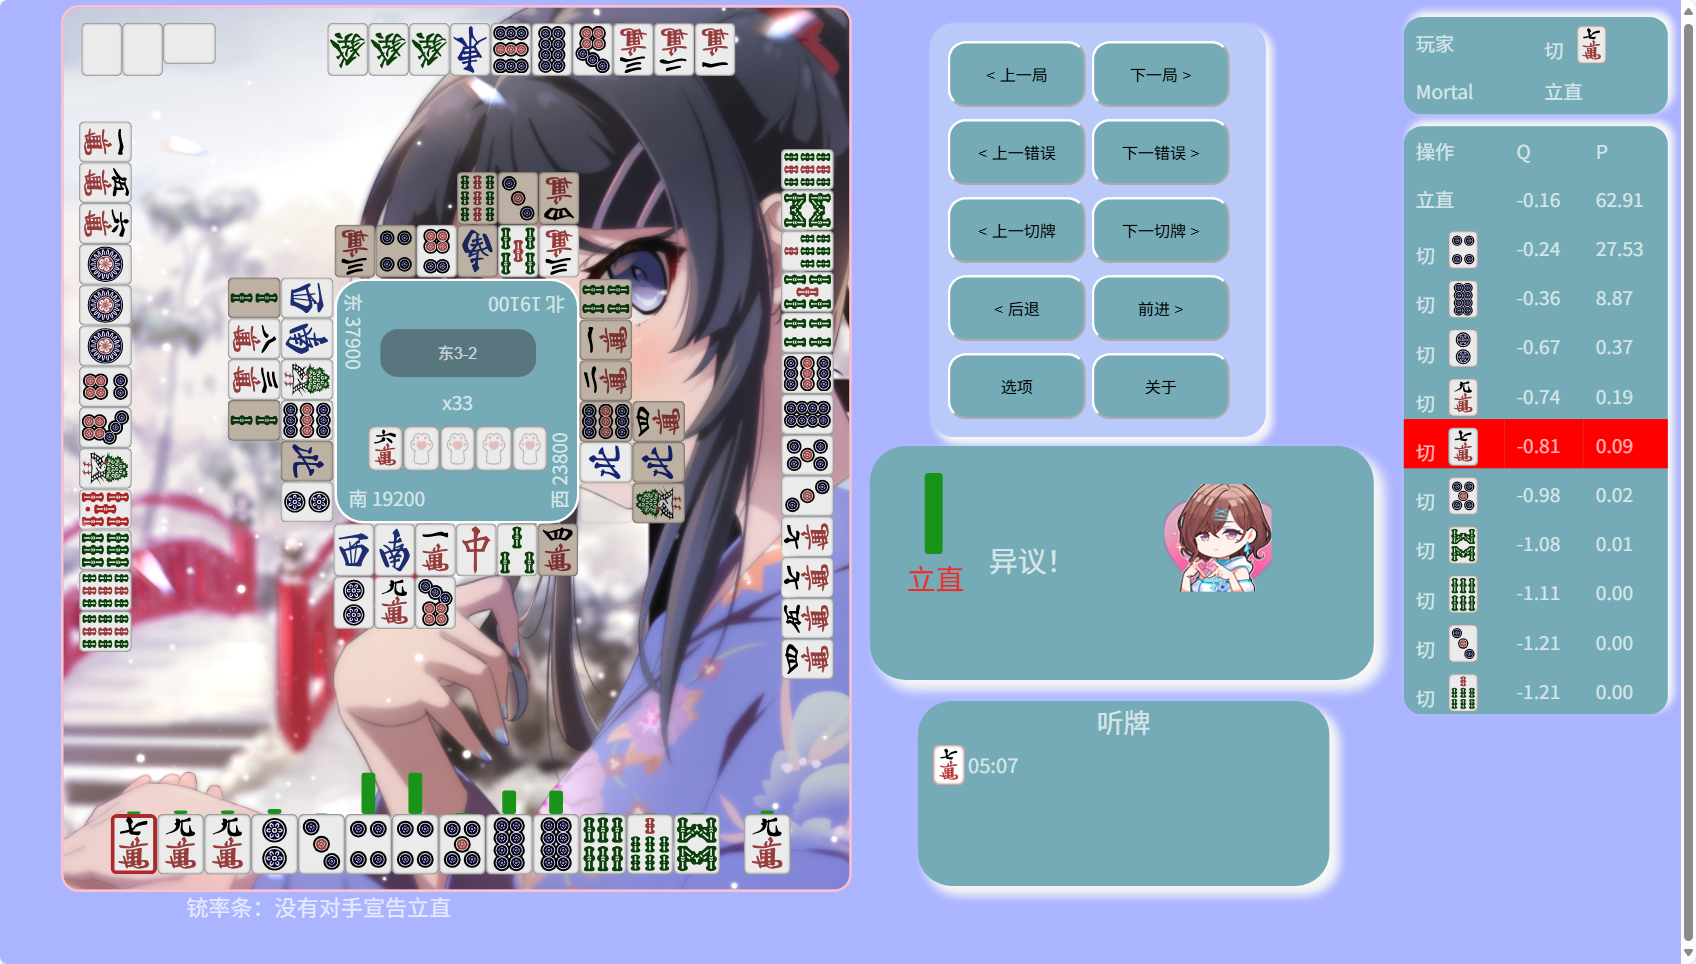 < 上一局
下一局 >
< 上一错误
下一错误 >
< 上一切牌
下一切牌 >
< 后退
前进 >
选项
关于
东 37900
北 19100
东3-2
x33
南 19200
西 23800
立直
异议!
听牌
05:07
铳率条：没有对手宣告立直
玩家 切
Mortal 立直
操作 Q P
立直 -0.16 62.91
切 -0.24 27.53
切 -0.36 8.87
切 -0.67 0.37
切 -0.74 0.19
切 -0.81 0.09
切 -0.98 0.02
切 -1.08 0.01
切 -1.11 0.00
切 -1.21 0.00
切 -1.21 0.00